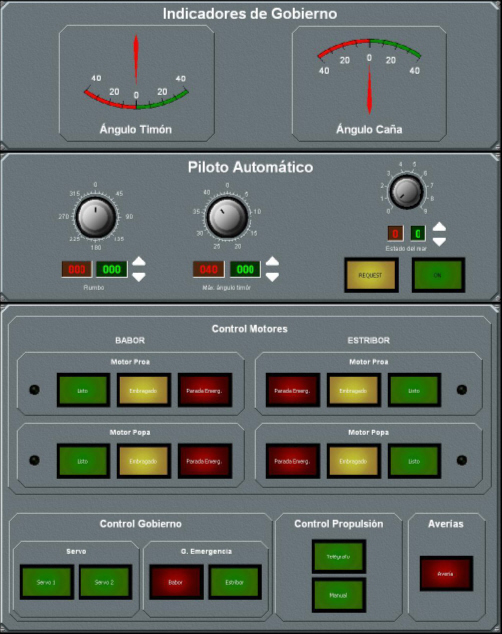 Indicadores de Gobierno
40 20 0 20 40
Ángulo Timón
40 20 0 20 40
Ángulo Caña
Piloto Automático
0
315 45
270 90
225 135
180
000 000
Rumbo
0
40 5
35 10
30 15
25 20
040 000
Máx. ángulo timón
4 5
3 6
2 7
1 8
0 9
0 0
Estado del mar
REQUEST ON
Control Motores
BABOR ESTRIBOR
Motor Proa Motor Proa
Listo Embragado Parada Emerg. Parada Emerg. Embragado Listo
Motor Popa Motor Popa
Listo Embragado Parada Emerg. Parada Emerg. Embragado Listo
Control Gobierno Control Propulsión Averías
Servo G. Emergencia
Servo 1 Servo 2 Babor Estribor
Telégrafo
Manual
Avería